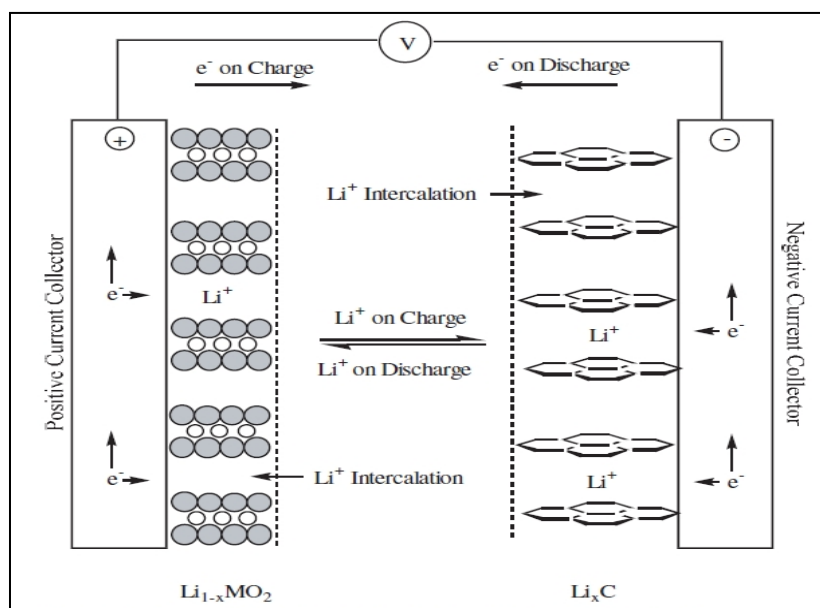 V
e⁻ on Charge
e⁻ on Discharge
+
-
Li⁺ Intercalation
Positive Current Collector
Negative Current Collector
e⁻
Li⁺
Li⁺ on Charge
Li⁺ on Discharge
Li⁺
e⁻
e⁻
Li⁺ Intercalation
Li⁺
e⁻
Li₁₋ₓMO₂
LiₓC